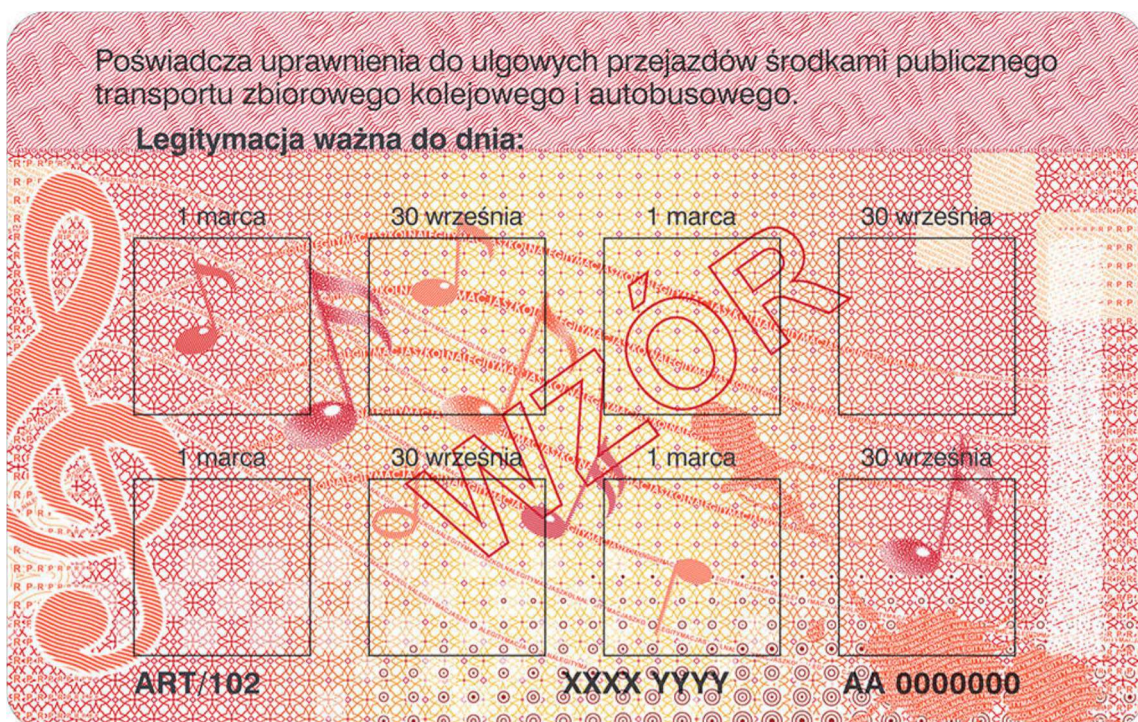 Poświadcza uprawnienia do ulgowych przejazdów środkami publicznego
transportu zbiorowego kolejowego i autobusowego.
Legitymacja ważna do dnia:
1 marca 30 września 1 marca 30 września
WZÓR
1 marca 30 września 1 marca 30 września
ART/102 XXXX YYYY AA 0000000